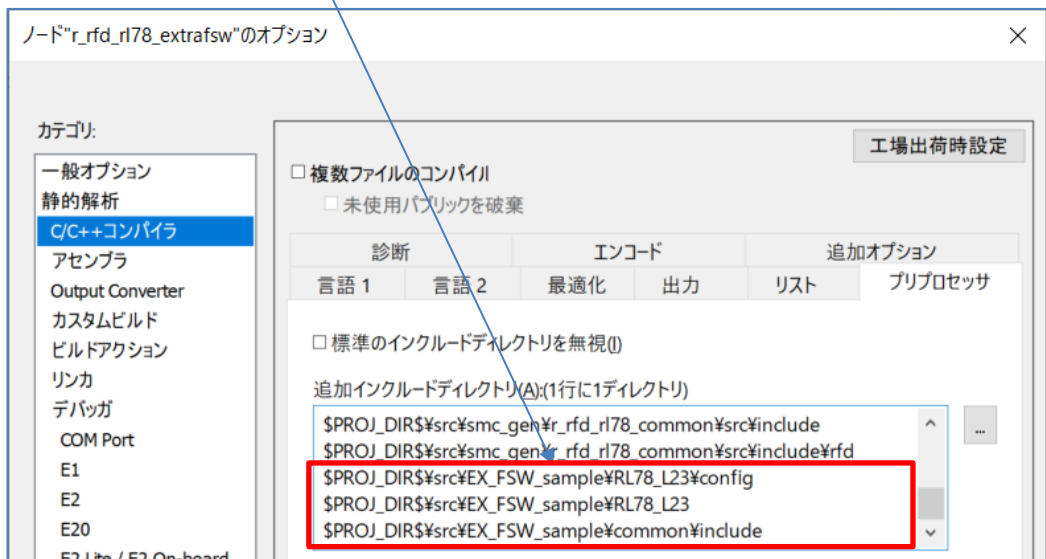 ノード"r_rfd_rl78_extrafsw"のオプション
カテゴリ:
一般オプション
静的解析
C/C++コンパイラ
アセンブラ
Output Converter
カスタムビルド
ビルドアクション
リンカ
デバッガ
COM Port
E1
E2
E20
E2 Lite / E2 On-board
工場出荷時設定
複数ファイルのコンパイル
未使用パブリックを破棄
診断 エンコード 追加オプション
言語 1 言語 2 最適化 出力 リスト プリプロセッサ
標準のインクルードディレクトリを無視(I)
追加インクルードディレクトリ(A):(1行に1ディレクトリ)
$PROJ_DIR$¥src¥smc_gen¥r_rfd_rl78_common¥src¥include
$PROJ_DIR$¥src¥smc_gen¥r_rfd_rl78_common¥src¥include¥rfd
$PROJ_DIR$¥src¥EX_FSW_sample¥RL78_L23¥config
$PROJ_DIR$¥src¥EX_FSW_sample¥RL78_L23
$PROJ_DIR$¥src¥EX_FSW_sample¥common¥include
...